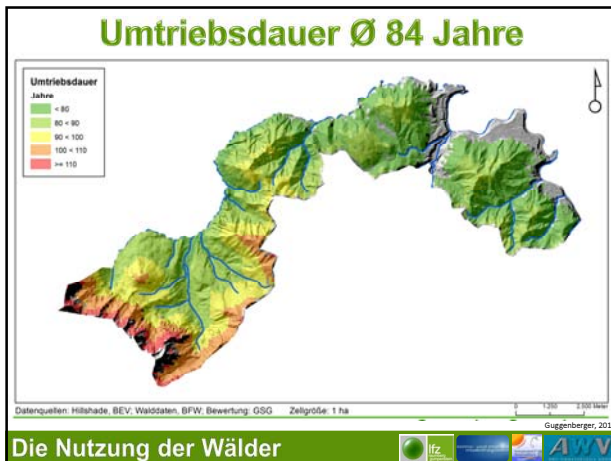 Umtriebsdauer Ø 84 Jahre
Umtriebsdauer
Jahre
< 80
80 < 90
90 < 100
100 < 110
>= 110
Datenquellen: Hillshade, BEV; Walddaten, BFW; Bewertung: GSG Zellgröße: 1 ha
0 1.250 2.500 Meter
Guggenberger, 201
Die Nutzung der Wälder
lfz
AWV